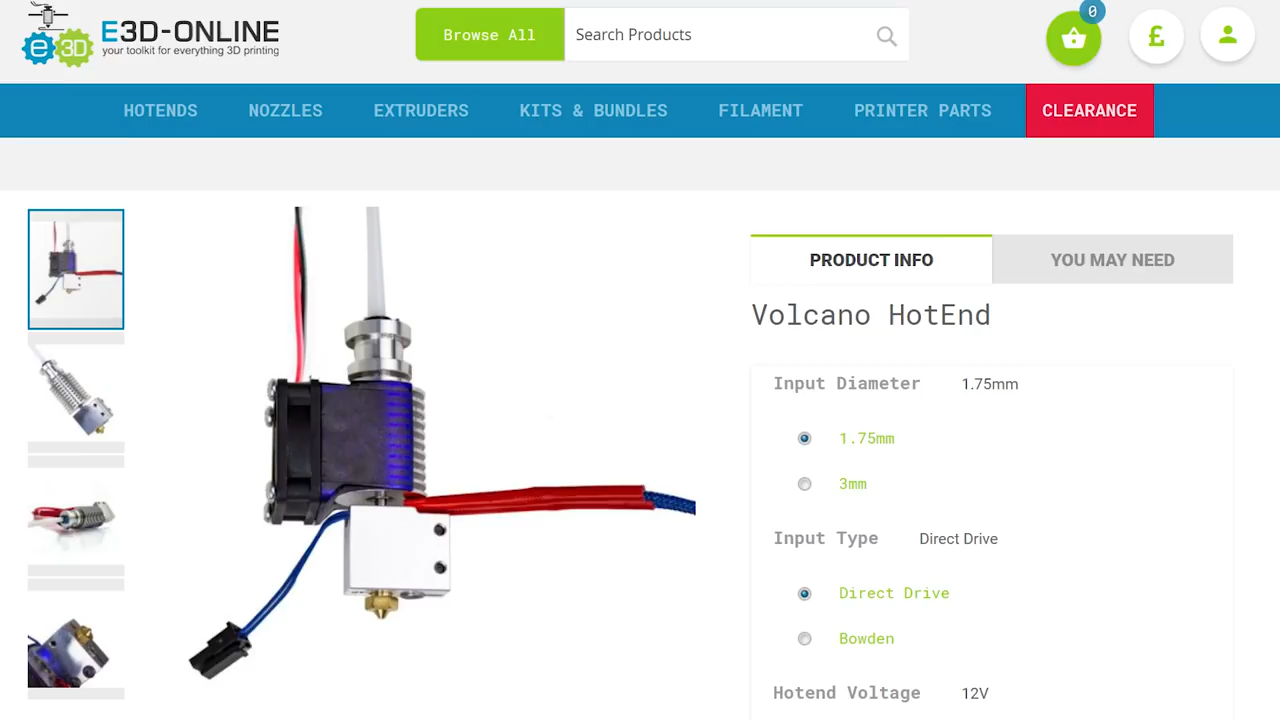 e3D
E3D-ONLINE
your toolkit for everything 3D printing
Browse All
Search Products
0
£
HOTENDS
NOZZLES
EXTRUDERS
KITS & BUNDLES
FILAMENT
PRINTER PARTS
CLEARANCE
PRODUCT INFO
YOU MAY NEED
Volcano HotEnd
Input Diameter 1.75mm
1.75mm
3mm
Input Type Direct Drive
Direct Drive
Bowden
Hotend Voltage 12V